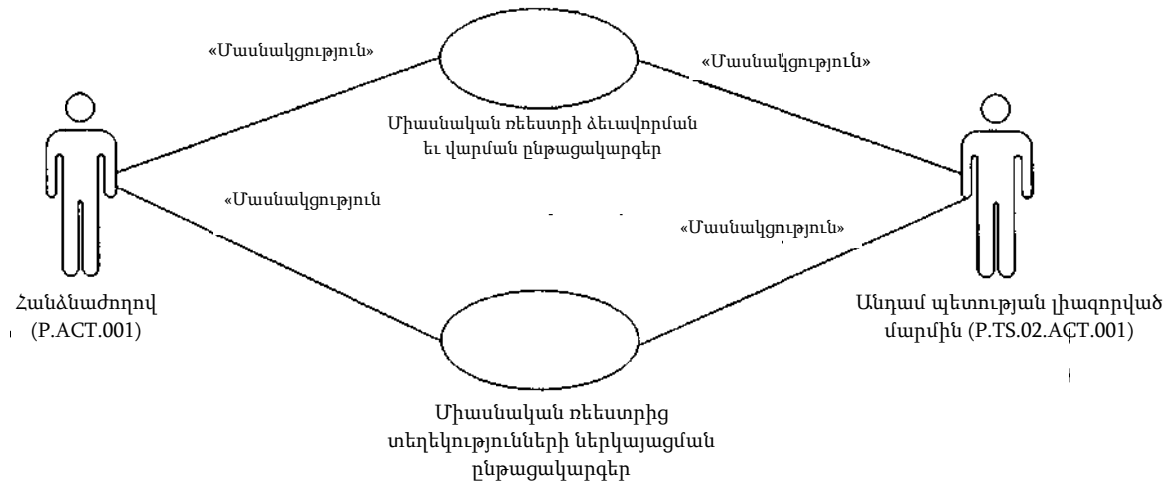 «Մասնակցություն»
«Մասնակցություն»
Միասնական ռեեստրի ձեւավորման
եւ վարման ընթացակարգեր
«Մասնակցություն
«Մասնակցություն»
Հանձնաժողով
(P.ACT.001)
Անդամ պետության լիազորված
մարմին (P.TS.02.ACT.001)
Միասնական ռեեստրից
տեղեկությունների ներկայացման
ընթացակարգեր